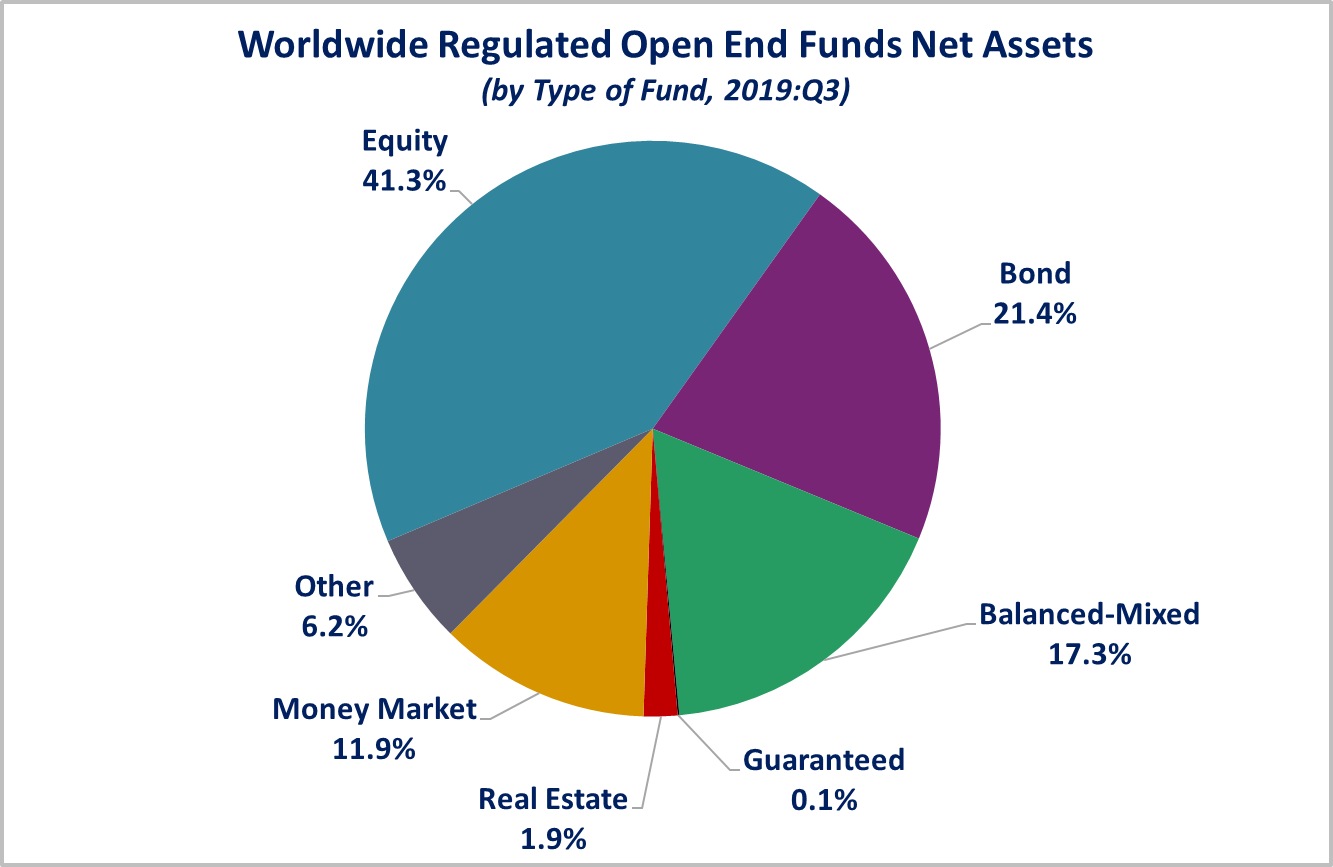 Worldwide Regulated Open End Funds Net Assets
(by Type of Fund, 2019:Q3)
Equity
41.3%
Bond
21.4%
Balanced-Mixed
17.3%
Guaranteed
0.1%
Real Estate
1.9%
Money Market
11.9%
Other
6.2%